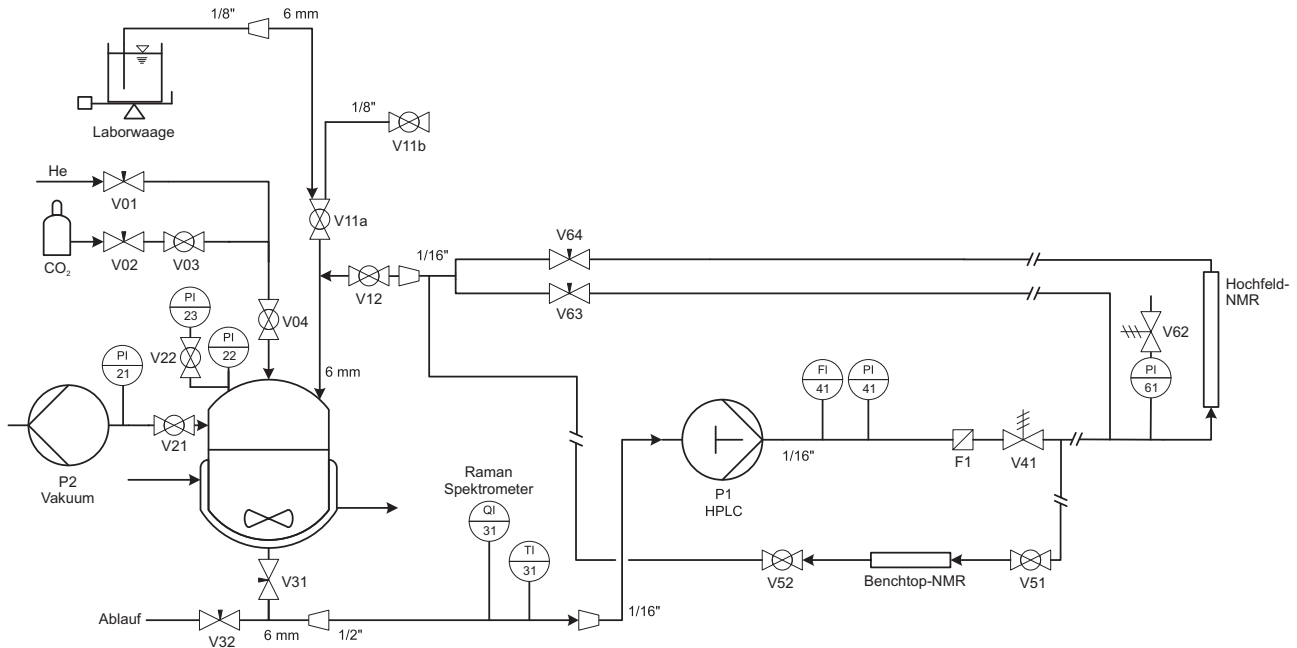 1/8"
6 mm
Laborwaage
1/8"
V11b
He
V01
V11a
CO₂
V02
V03
V12
1/16"
V64
V63
Hochfeld-
NMR
V62
PI
61
PI
23
V22
PI
22
V04
PI
21
V21
6 mm
P2
Vakuum
FI
41
PI
41
1/16"
P1
HPLC
F1
V41
Raman
Spektrometer
QI
31
TI
31
V52
Benchtop-NMR
V51
V31
Ablauf
V32
6 mm
1/2"
1/16"